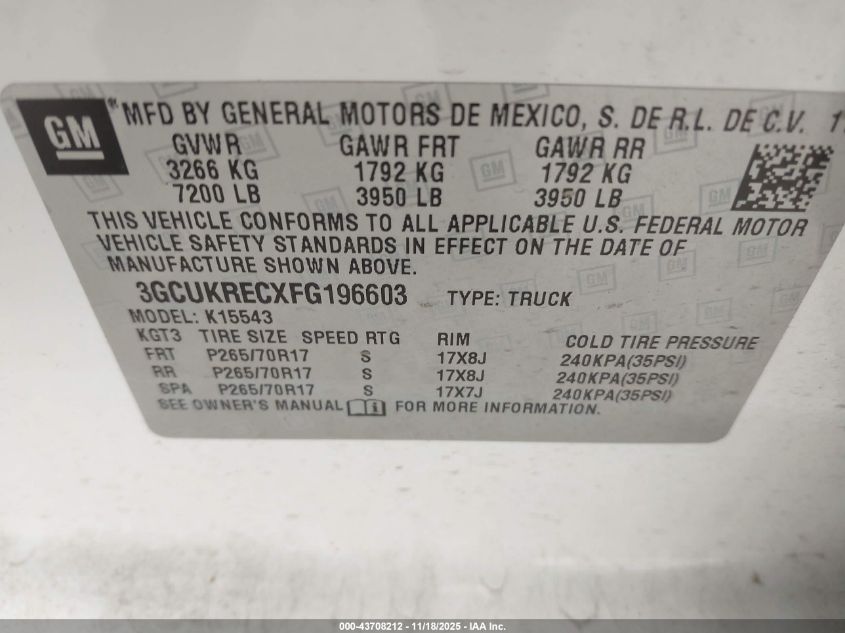 GM
® MFD BY GENERAL MOTORS DE MEXICO, S. DE R.L. DE C.V.
GVWR GAWR FRT GAWR RR
3266 KG 1792 KG 1792 KG
7200 LB 3950 LB 3950 LB
THIS VEHICLE CONFORMS TO ALL APPLICABLE U.S. FEDERAL MOTOR
VEHICLE SAFETY STANDARDS IN EFFECT ON THE DATE OF
MANUFACTURE SHOWN ABOVE.
3GCUKRECXFG196603 TYPE: TRUCK
MODEL: K15543
KGT3 TIRE SIZE SPEED RTG RIM COLD TIRE PRESSURE
FRT P265/70R17 S 17X8J 240KPA(35PSI)
RR P265/70R17 S 17X8J 240KPA(35PSI)
SPA P265/70R17 S 17X7J 240KPA(35PSI)
SEE OWNER'S MANUAL FOR MORE INFORMATION.
000-43708212 - 11/18/2025 - IAA Inc.